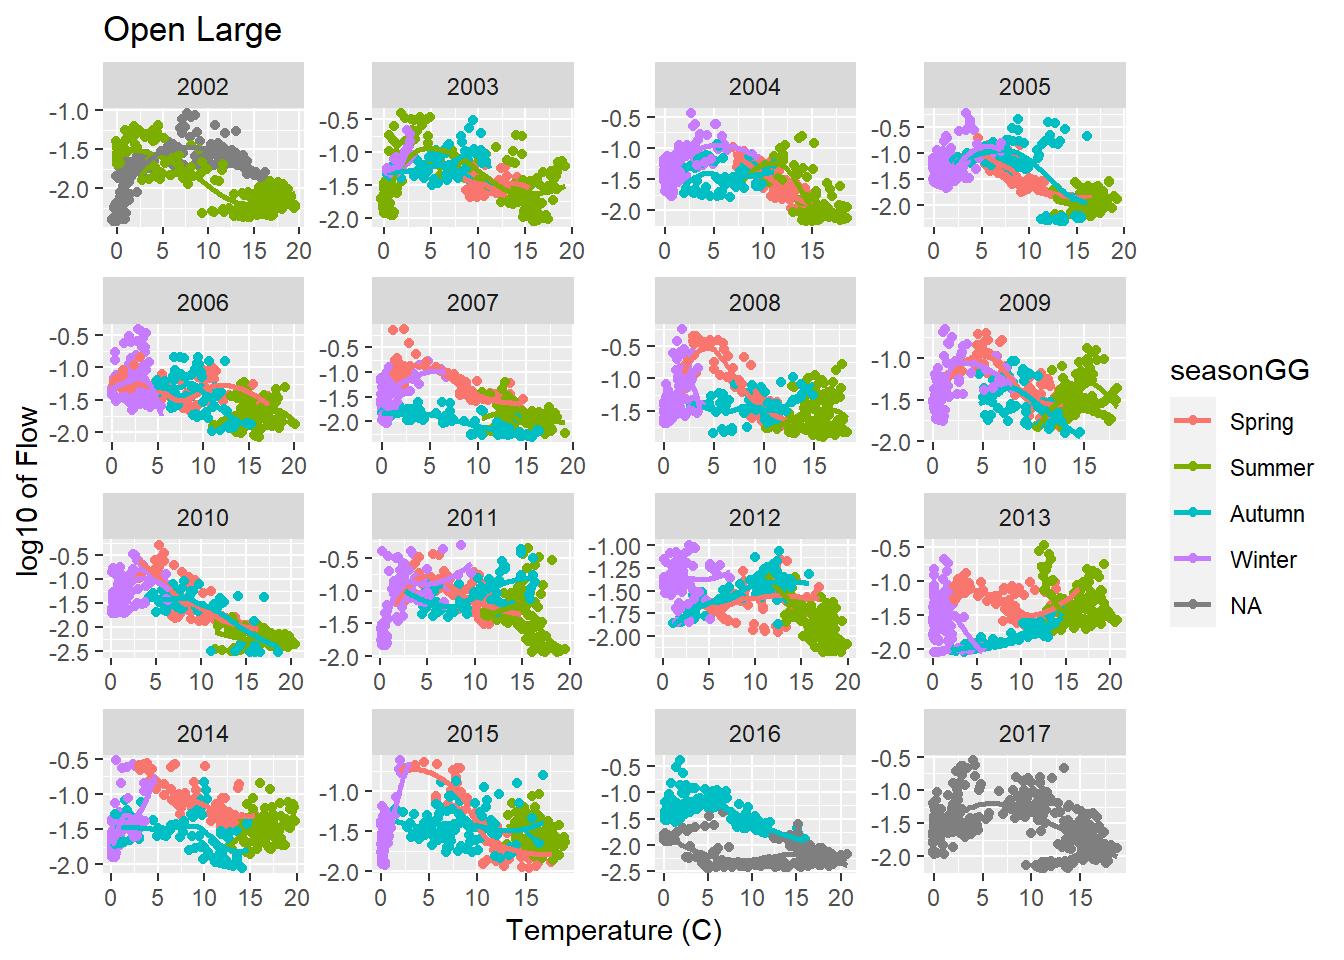 Open Large
2002 2003 2004 2005
-1.0 -1.5 -2.0
-0.5 -1.0 -1.5 -2.0
-0.5 -1.0 -1.5 -2.0
-0.5 -1.0 -1.5 -2.0
0 5 10 15 20
0 5 10 15 20
0 5 10 15
0 5 10 15 20
2006 2007 2008 2009
-0.5 -1.0 -1.5 -2.0
-0.5 -1.0 -1.5 -2.0
-0.5 -1.0 -1.5
-1.0 -1.5 -2.0
0 5 10 15 20
0 5 10 15
0 5 10 15
0 5 10 15
2010 2011 2012 2013
-0.5 -1.0 -1.5 -2.0 -2.5
-0.5 -1.0 -1.5 -2.0
-1.00 -1.25 -1.50 -1.75 -2.00
-0.5 -1.0 -1.5 -2.0
0 5 10 15 20
0 5 10 15 20
0 5 10 15 20
0 5 10 15 20
2014 2015 2016 2017
-0.5 -1.0 -1.5 -2.0
-1.0 -1.5 -2.0
-0.5 -1.0 -1.5 -2.0 -2.5
-0.5 -1.0 -1.5 -2.0
0 5 10 15 20
0 5 10 15
0 5 10 15 20
0 5 10 15
Temperature (C)
log10 of Flow
seasonGG
Spring
Summer
Autumn
Winter
NA